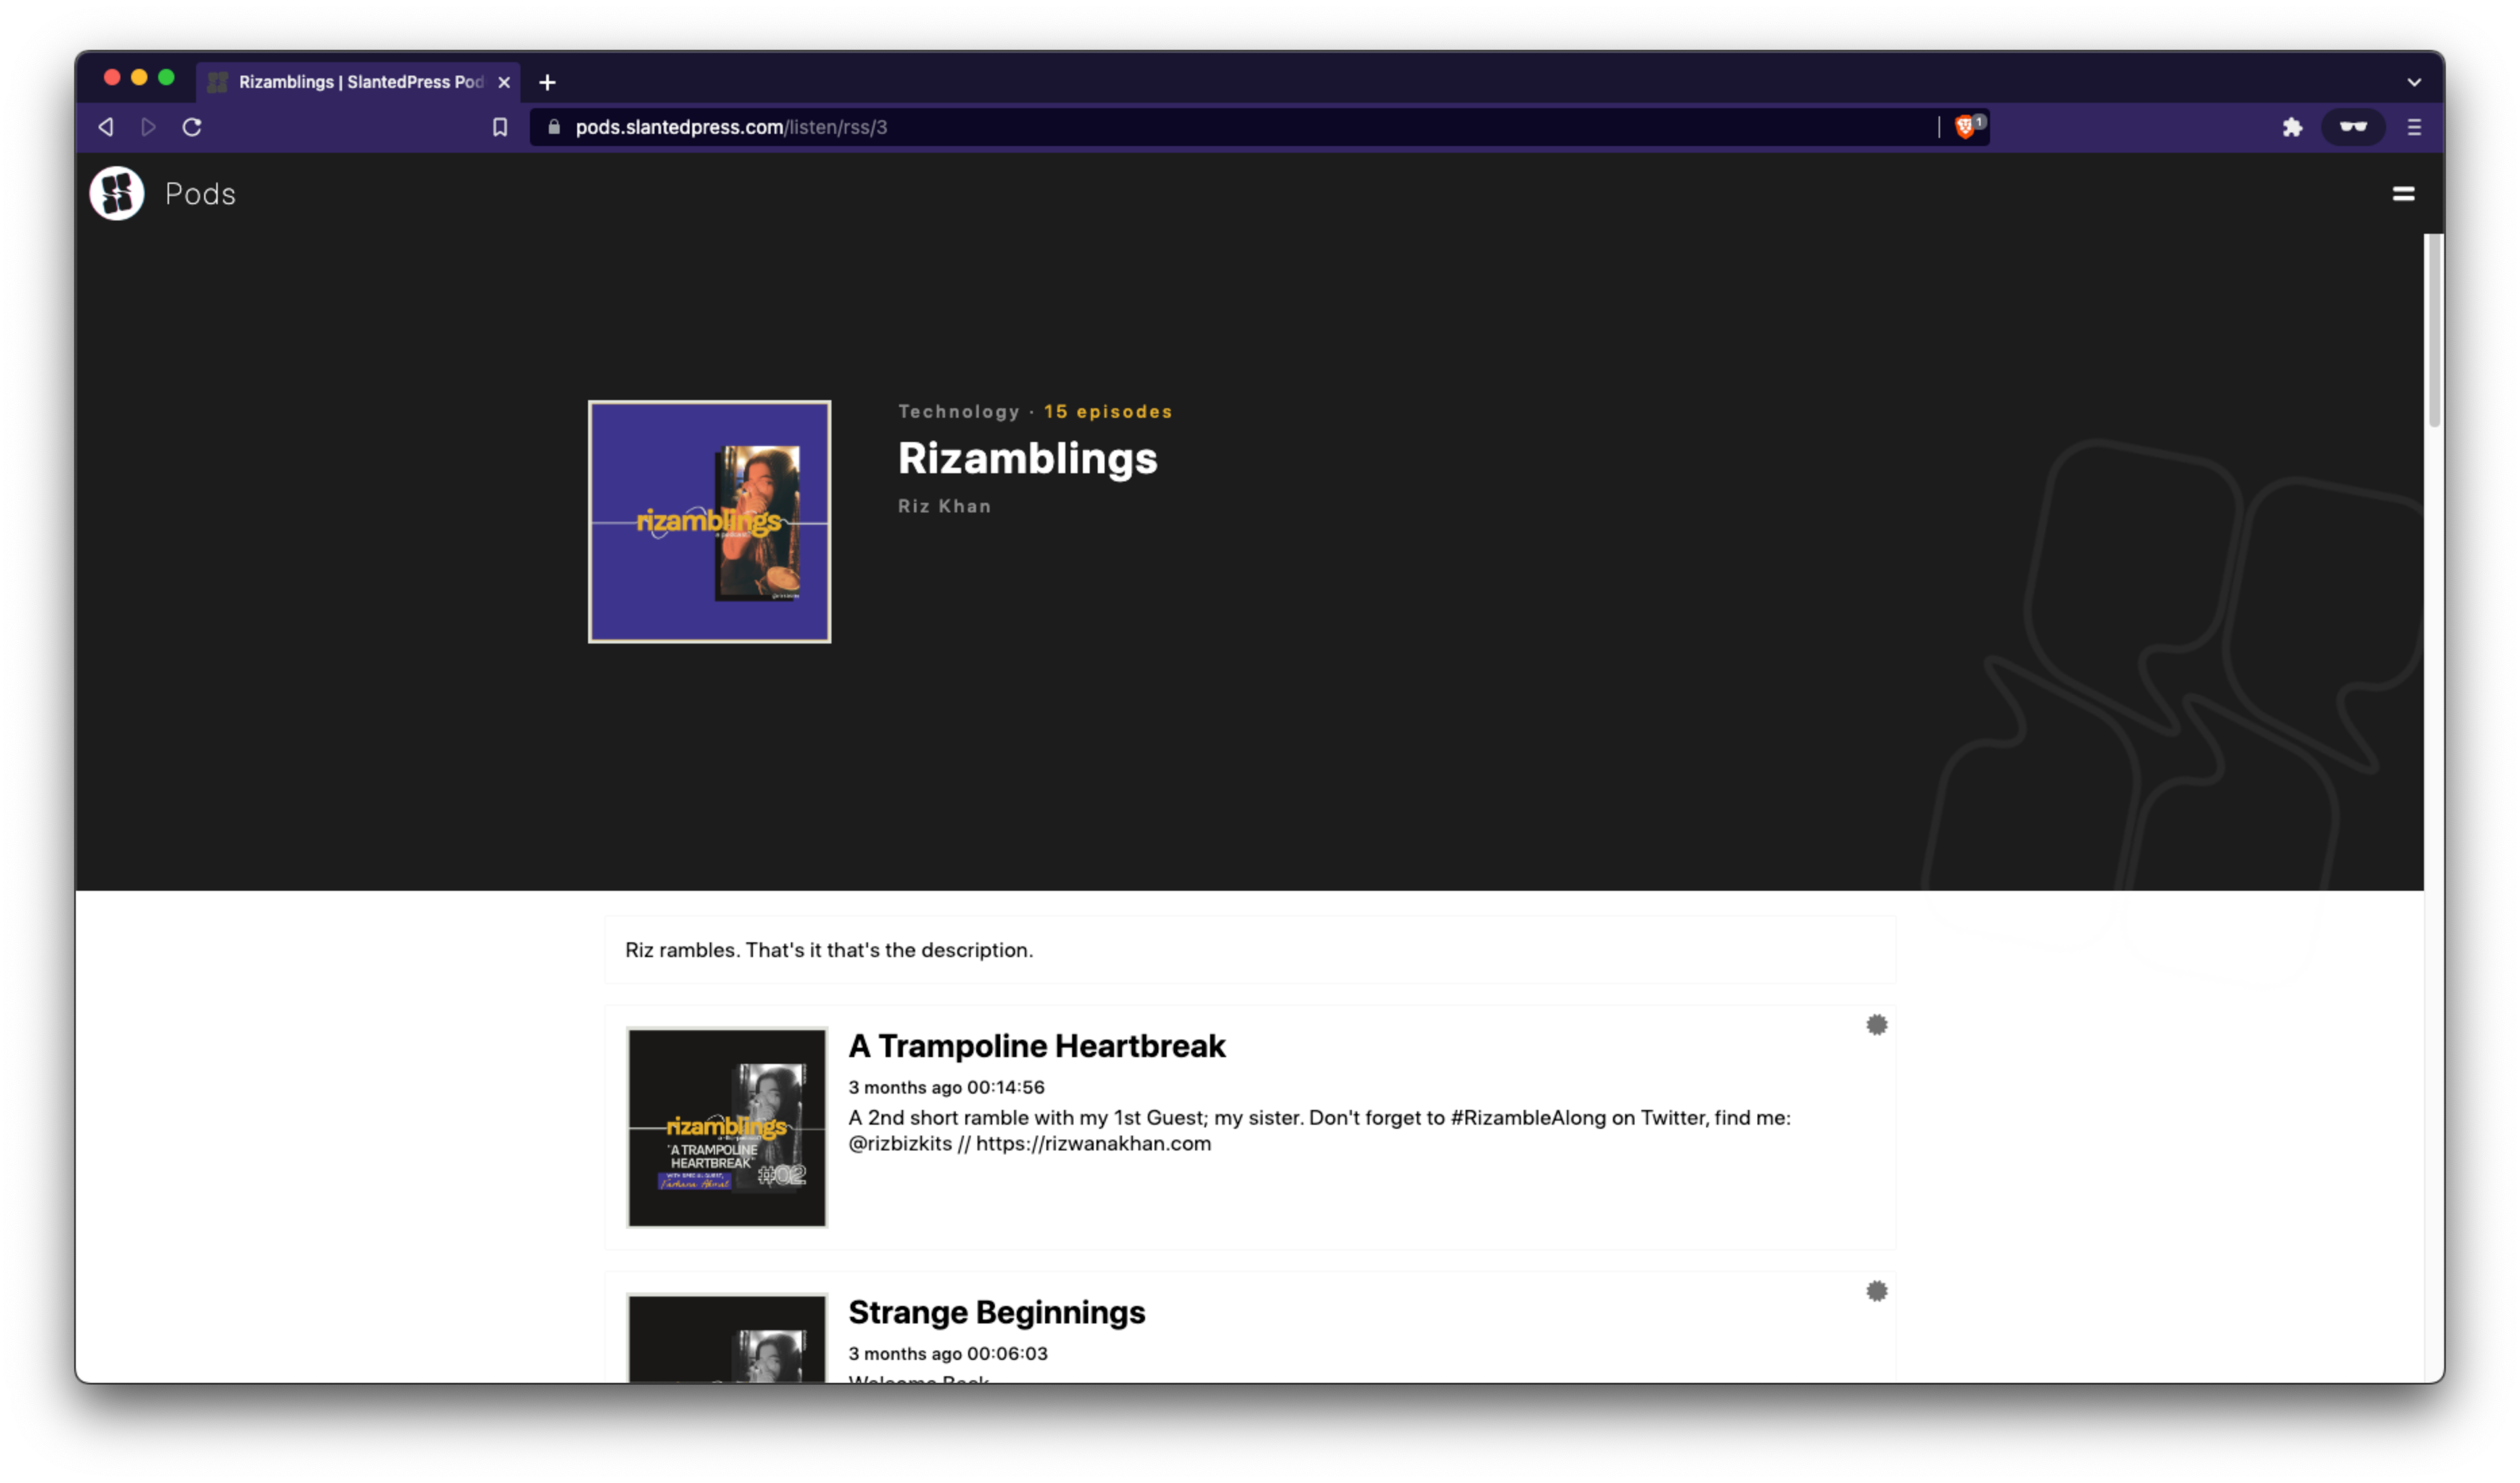 Rizamblings | SlantedPress Pod
pods.slantedpress.com/listen/rss/3
1
Pods
Technology · 15 episodes
Rizamblings
Riz Khan
rizamblings
Riz rambles. That's it that's the description.
A Trampoline Heartbreak
3 months ago 00:14:56
A 2nd short ramble with my 1st Guest; my sister. Don't forget to #RizambleAlong on Twitter, find me:
@rizbizkits // https://rizwanakhan.com
rizamblings
"A TRAMPOLINE
HEARTBREAK"
#02
Strange Beginnings
3 months ago 00:06:03
Welcome Back